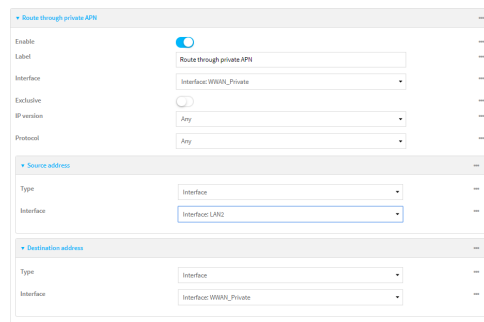 Route through private APN
Enable
Label Route through private APN
Interface Interface: WWAN_Private
Exclusive
IP version Any
Protocol Any
Source address
Type Interface
Interface Interface: LAN2
Destination address
Type Interface
Interface Interface: WWAN_Private